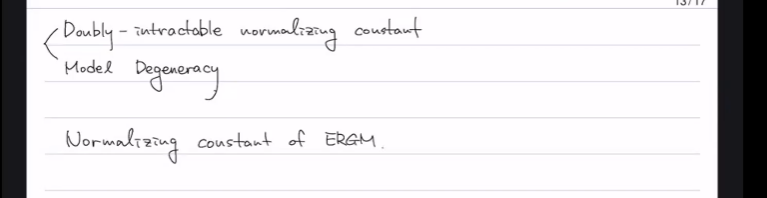 Doubly-intractable normalizing constant
Model Degeneracy
Normalizing constant of ERGM.